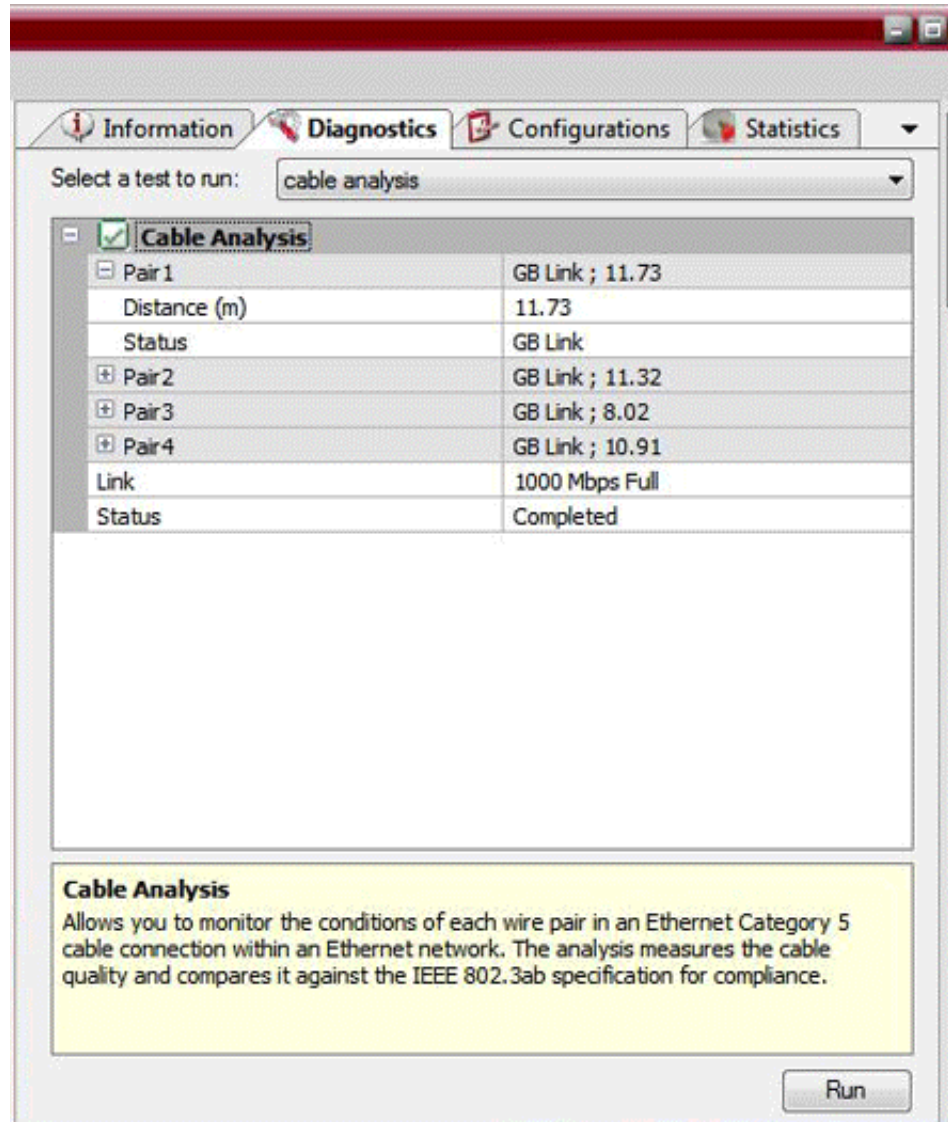 Information Diagnostics Configurations Statistics
Select a test to run: cable analysis
Cable Analysis
Pair1 GB Link ; 11.73
Distance (m) 11.73
Status GB Link
Pair2 GB Link ; 11.32
Pair3 GB Link ; 8.02
Pair4 GB Link ; 10.91
Link 1000 Mbps Full
Status Completed
Cable Analysis
Allows you to monitor the conditions of each wire pair in an Ethernet Category 5
cable connection within an Ethernet network. The analysis measures the cable
quality and compares it against the IEEE 802.3ab specification for compliance.
Run